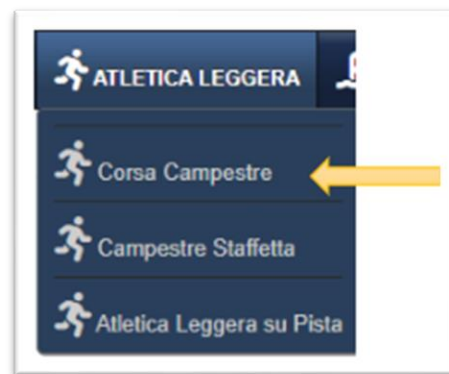 ATLETICA LEGGERA
Corsa Campestre
Campestre Staffetta
Atletica Leggera su Pista